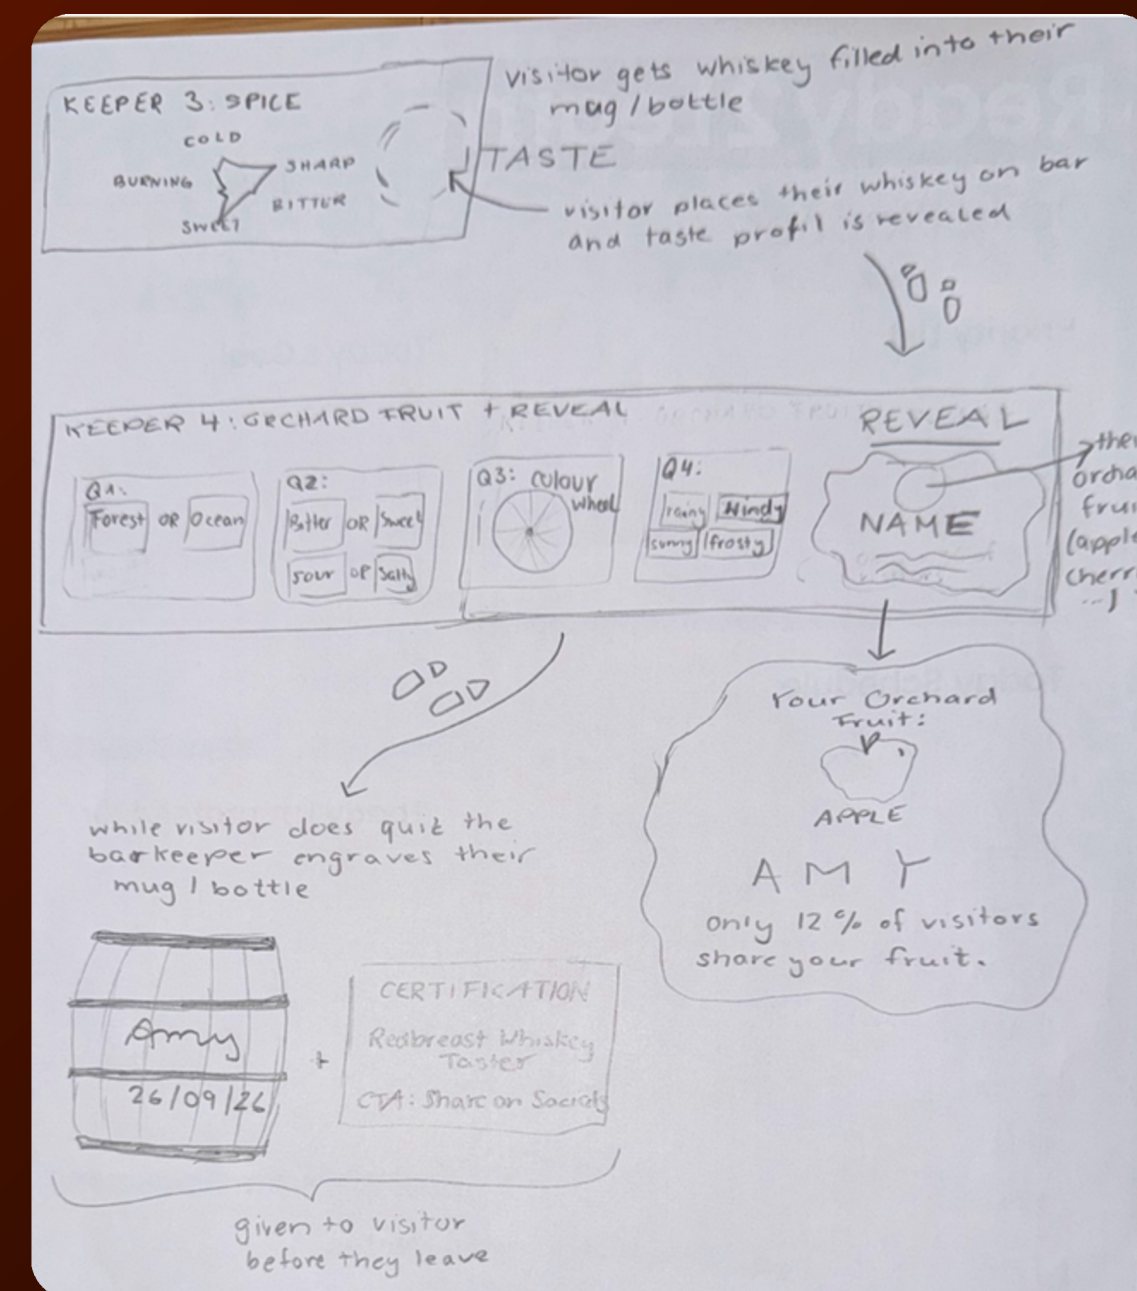 KEEPER 3: SPICE
COLD
BURNING
SHARP
BITTER
SWEET
visitor gets whiskey filled into their
mug / bottle
TASTE
visitor places their whiskey on bar
and taste profil is revealed
KEEPER 4: ORCHARD FRUIT + REVEAL
Q1:
Forest OR Ocean
Q2:
Bitter OR Sweet
sour OR Salty
Q3: colour
wheel
Q4:
rainy Windy
sunny frosty
REVEAL
NAME
orcha
(apple
...)
while visitor does quiz the
barkeeper engraves their
mug / bottle
Your Orchard
Fruit:
APPLE
AMY
only 12% of visitors
share your fruit.
Amy
26/09/26
+
CERTIFICATION
Redbreast Whiskey
Taster
CTA: Share on Socials
given to visitor
before they leave